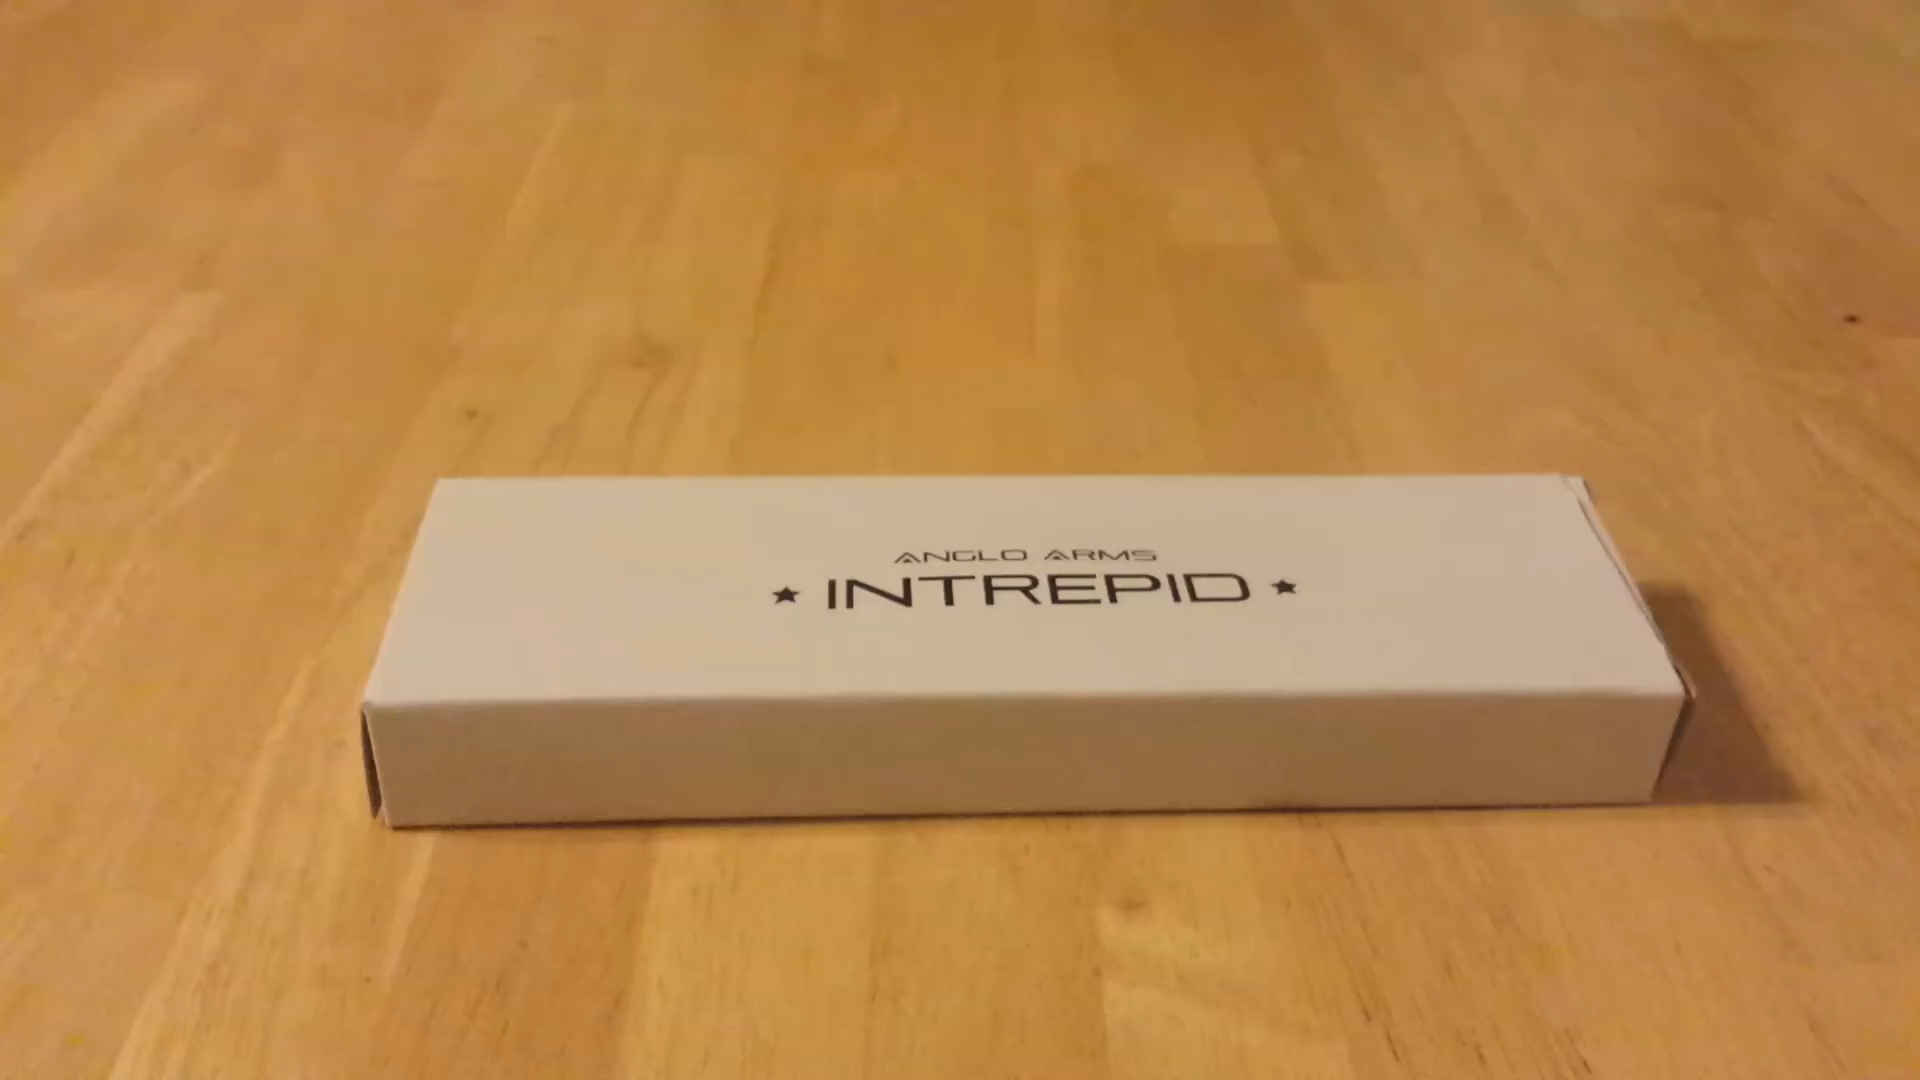 ANGLO ARMS
★ INTREPID ★